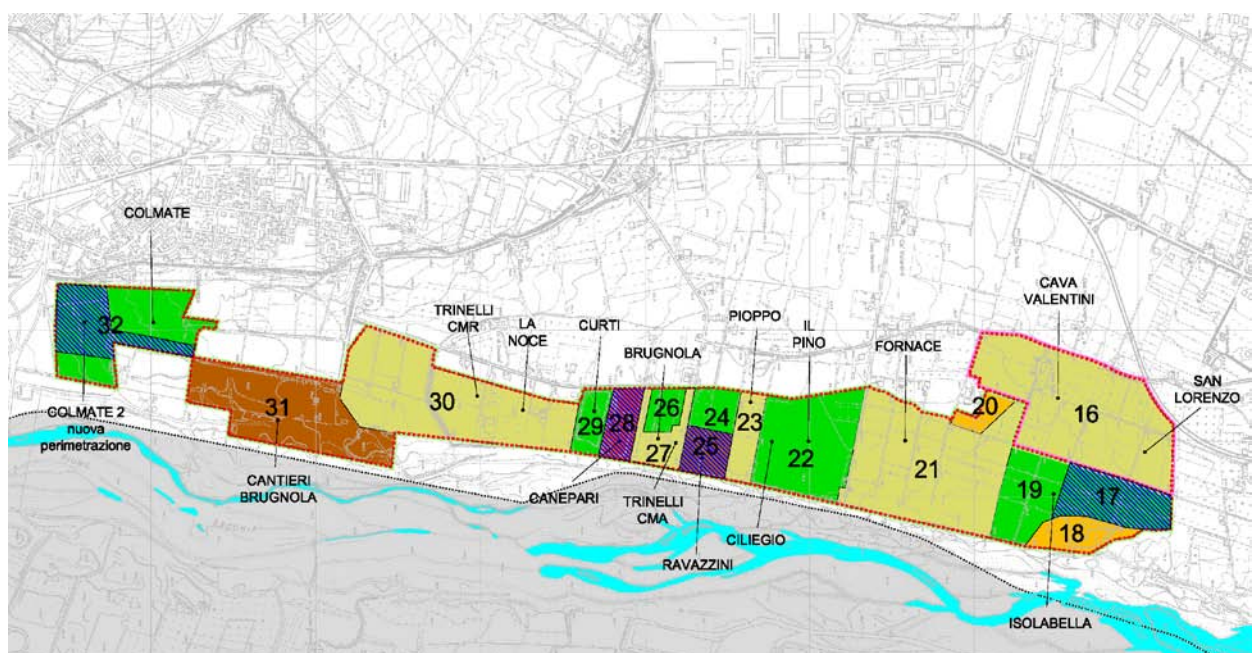 COLMATE
32
COLMATE 2
nuova
perimetrazione
31
CANTIERI
BRUGNOLA
30
TRINELLI
CMR
LA
NOCE
CURTI
29
28
CANEPARI
BRUGNOLA
26
27
TRINELLI
CMA
24
25
RAVAZZINI
PIOPPO
23
IL
PINO
22
CILIEGIO
FORNACE
21
20
CAVA
VALENTINI
16
SAN
LORENZO
19
17
18
ISOLABELLA